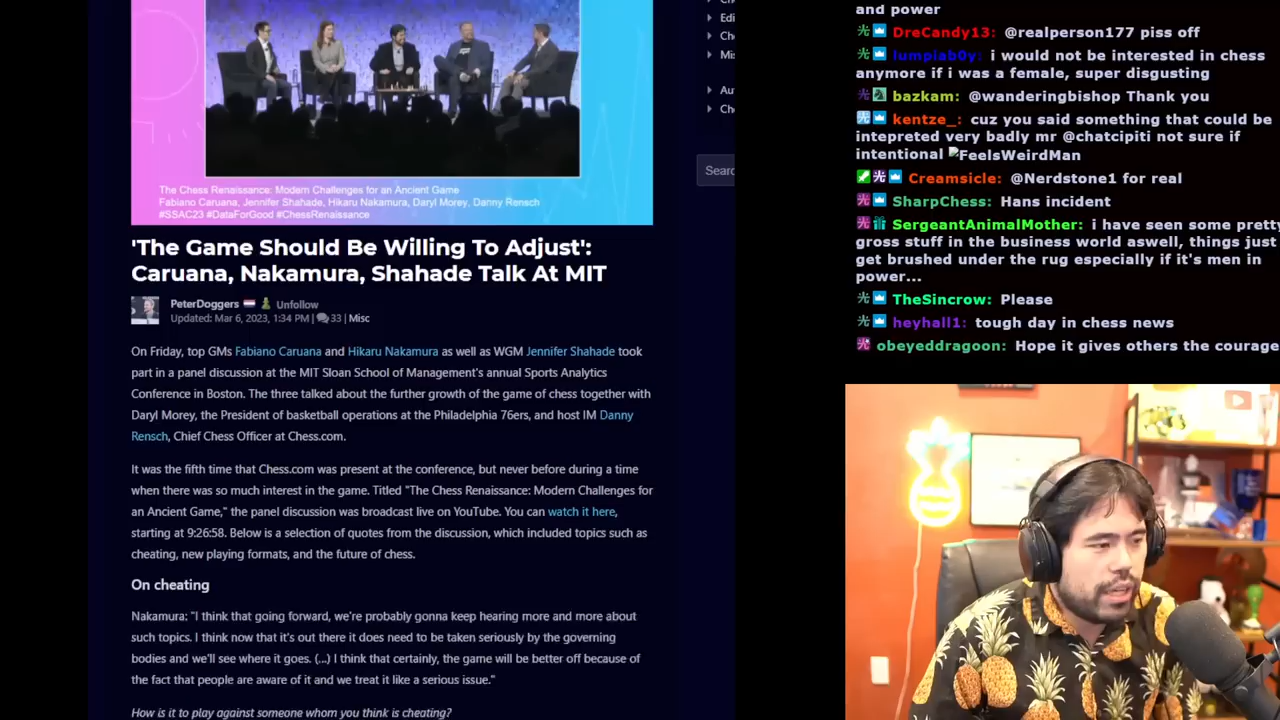 The Chess Renaissance: Modern Challenges for an Ancient Game
Fabiano Caruana, Jennifer Shahade, Hikaru Nakamura, Daryl Morey, Danny Rensch
#SSAC23 #DataForGood #ChessRenaissance
'The Game Should Be Willing To Adjust':
Caruana, Nakamura, Shahade Talk At MIT
PeterDoggers Unfollow
Updated: Mar 6, 2023, 1:34 PM | 33 | Misc
On Friday, top GMs Fabiano Caruana and Hikaru Nakamura as well as WGM Jennifer Shahade took
part in a panel discussion at the MIT Sloan School of Management's annual Sports Analytics
Conference in Boston. The three talked about the further growth of the game of chess together with
Daryl Morey, the President of basketball operations at the Philadelphia 76ers, and host IM Danny
Rensch, Chief Chess Officer at Chess.com.
It was the fifth time that Chess.com was present at the conference, but never before during a time
when there was so much interest in the game. Titled "The Chess Renaissance: Modern Challenges for
an Ancient Game," the panel discussion was broadcast live on YouTube. You can watch it here,
starting at 9:26:58. Below is a selection of quotes from the discussion, which included topics such as
cheating, new playing formats, and the future of chess.
On cheating
Nakamura: "I think that going forward, we're probably gonna keep hearing more and more about
such topics. I think now that it's out there it does need to be taken seriously by the governing
bodies and we'll see where it goes. (...) I think that certainly, the game will be better off because of
the fact that people are aware of it and we treat it like a serious issue."
How is it to play against someone whom you think is cheating?
Edi
Che
Mis
Au
Che
Searc
and power
DreCandy13: @realperson177 piss off
lumpiab0y: i would not be interested in chess
anymore if i was a female, super disgusting
bazkam: @wanderingbishop Thank you
kentze_: cuz you said something that could be
intepreted very badly mr @chatcipiti not sure if
intentional FeelsWeirdMan
Creamsicle: @Nerdstone1 for real
SharpChess: Hans incident
SergeantAnimalMother: i have seen some pretty
gross stuff in the business world aswell, things just
get brushed under the rug especially if it's men in
power...
TheSincrow: Please
heyhall1: tough day in chess news
obeyeddragoon: Hope it gives others the courage